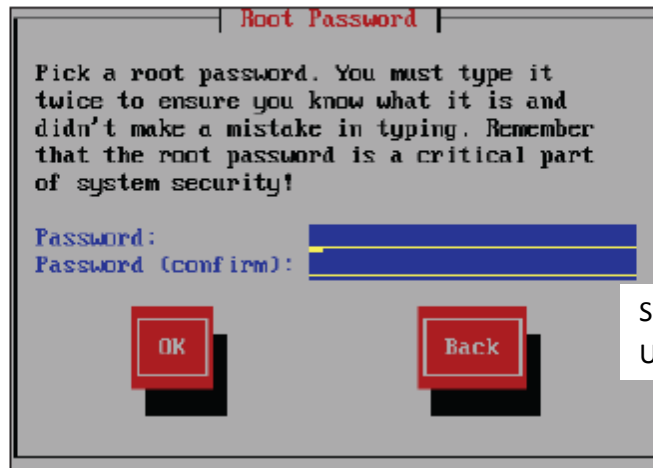 Root Password
Pick a root password. You must type it
twice to ensure you know what it is and
didn't make a mistake in typing. Remember
that the root password is a critical part
of system security!
Password:
Password (confirm):
OK
Back
S
U